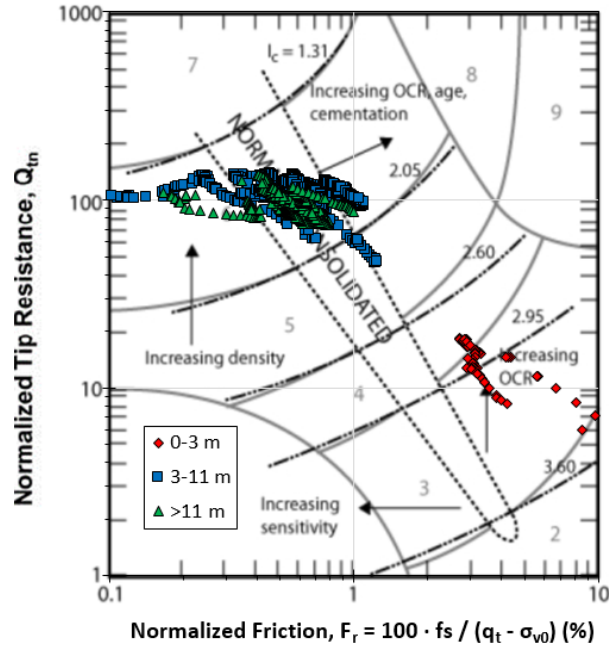 Normalized Tip Resistance, Qtn
1000
100
10
1
7
Ic = 1.31
8
9
Increasing OCR, age,
cementation
2.05
NORM
NSOLIDATED
2.60
5
2.95
Increasing density
Increasing
OCR
4
0-3 m
3-11 m
>11 m
3
3.60
Increasing
sensitivity
2
0.1
1
10
Normalized Friction, Fr = 100 · fs / (qt - σv0) (%)